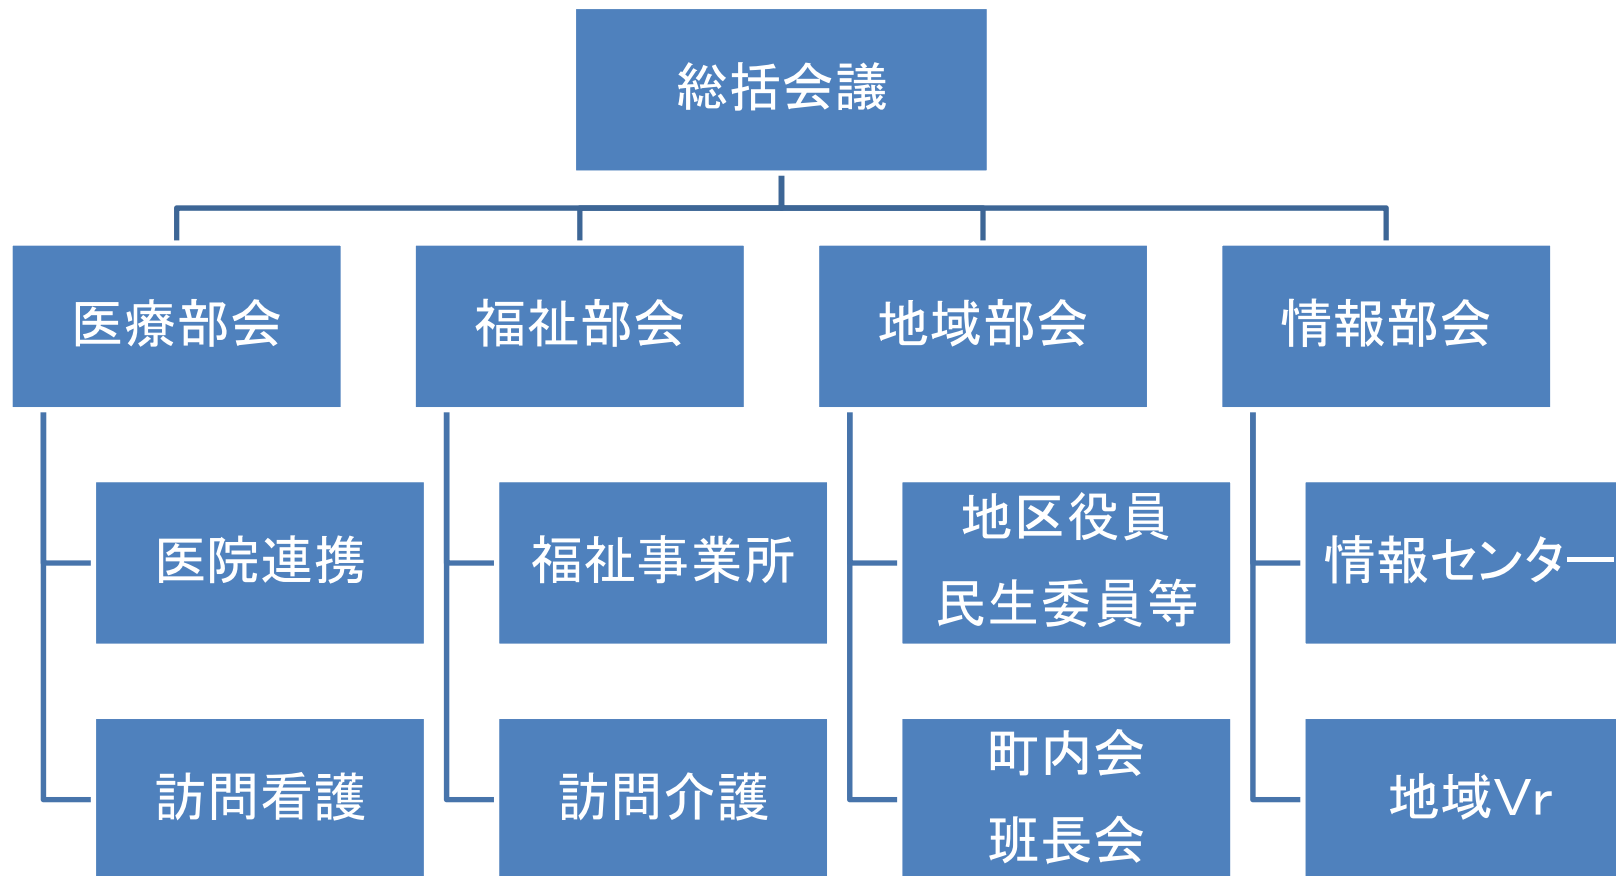 総括会議
医療部会
福祉部会
地域部会
情報部会
医院連携
福祉事業所
地区役員
民生委員等
情報センター
訪問看護
訪問介護
町内会
班長会
地域Vr